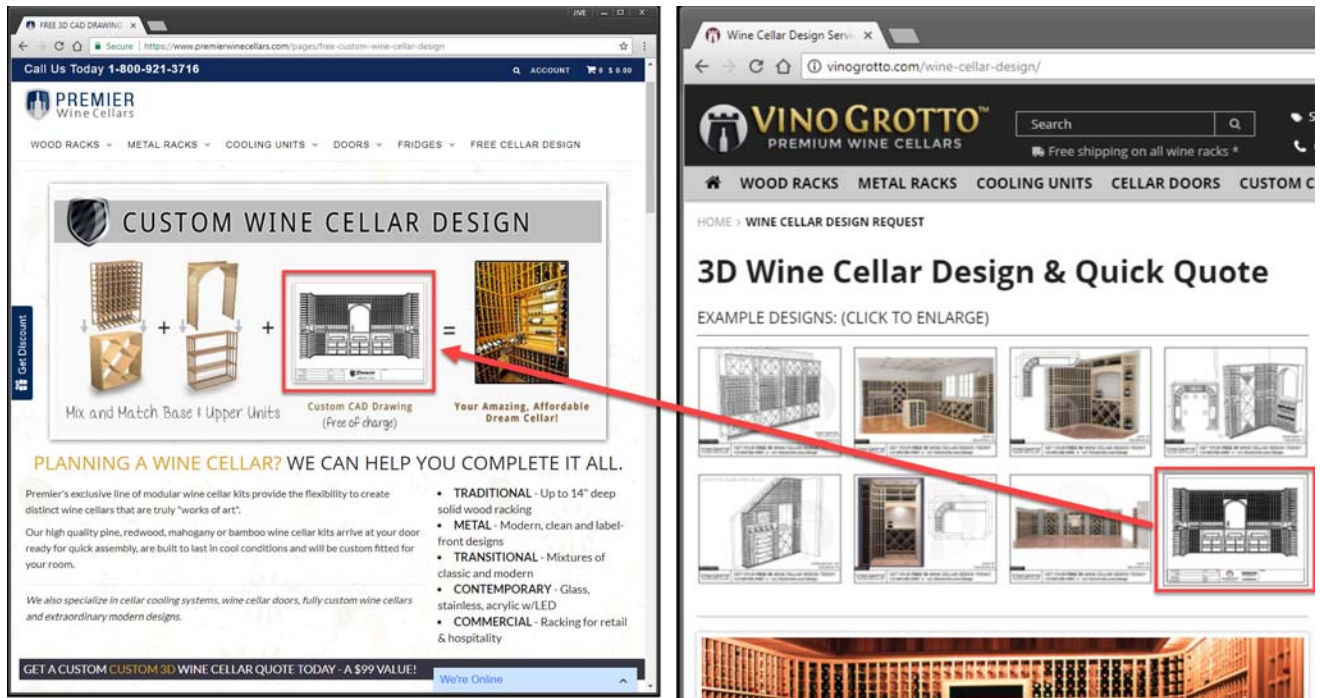 FREE 3D CAD DRAWING
JIVE
Secure | https://www.premierwinecellars.com/pages/free-custom-wine-cellar-design
Call Us Today 1-800-921-3716
ACCOUNT
0 $ 0.00
PREMIER
Wine Cellars
WOOD RACKS METAL RACKS COOLING UNITS DOORS FRIDGES FREE CELLAR DESIGN
CUSTOM WINE CELLAR DESIGN
+ + =
Get Discount
Mix and Match Base & Upper Units
Custom CAD Drawing
(free of charge)
Your Amazing, Affordable
Dream Cellar!
PLANNING A WINE CELLAR? WE CAN HELP YOU COMPLETE IT ALL.
Premier's exclusive line of modular wine cellar kits provide the flexibility to create
distinct wine cellars that are truly "works of art".
Our high quality pine, redwood, mahogany or bamboo wine cellar kits arrive at your door
ready for quick assembly, are built to last in cool conditions and will be custom fitted for
your room.
We also specialize in cellar cooling systems, wine cellar doors, fully custom wine cellars
and extraordinary modern designs.
• TRADITIONAL - Up to 14" deep
solid wood racking
• METAL - Modern, clean and label-
front designs
• TRANSITIONAL - Mixtures of
classic and modern
• CONTEMPORARY - Glass,
stainless, acrylic w/LED
• COMMERCIAL - Racking for retail
& hospitality
GET A CUSTOM CUSTOM 3D WINE CELLAR QUOTE TODAY - A $99 VALUE!
We're Online
Wine Cellar Design Servi
vinogrotto.com/wine-cellar-design/
VINO GROTTO™
PREMIUM WINE CELLARS
Search
Free shipping on all wine racks *
WOOD RACKS METAL RACKS COOLING UNITS CELLAR DOORS CUSTOM C
HOME > WINE CELLAR DESIGN REQUEST
3D Wine Cellar Design & Quick Quote
EXAMPLE DESIGNS: (CLICK TO ENLARGE)